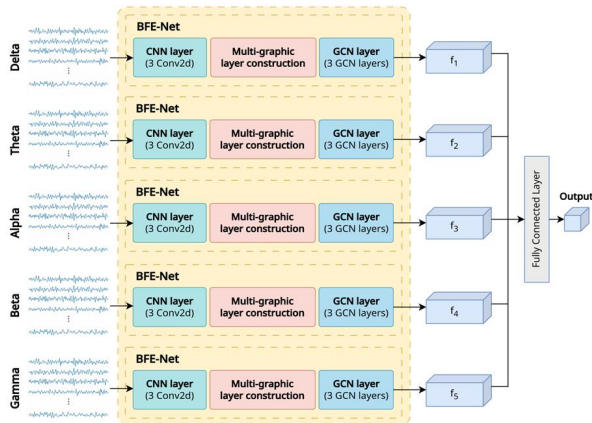 Delta
BFE-Net
CNN layer
(3 Conv2d)
Multi-graphic
layer construction
GCN layer
(3 GCN layers)
f1
Theta
BFE-Net
CNN layer
(3 Conv2d)
Multi-graphic
layer construction
GCN layer
(3 GCN layers)
f2
Alpha
BFE-Net
CNN layer
(3 Conv2d)
Multi-graphic
layer construction
GCN layer
(3 GCN layers)
f3
Beta
BFE-Net
CNN layer
(3 Conv2d)
Multi-graphic
layer construction
GCN layer
(3 GCN layers)
f4
Gamma
BFE-Net
CNN layer
(3 Conv2d)
Multi-graphic
layer construction
GCN layer
(3 GCN layers)
f5
Fully Connected Layer
Output